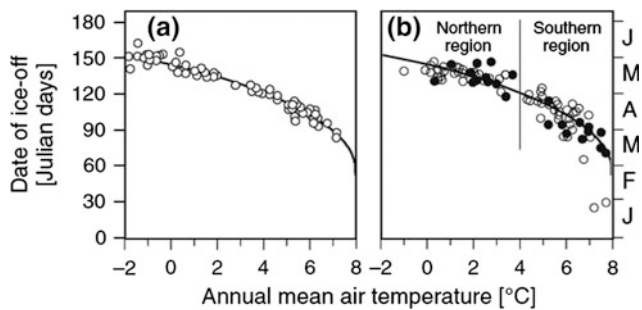 (a)
(b)
Northern region
Southern region
Date of ice-off
[Julian days]
180
150
120
90
60
30
0
J
M
A
M
F
J
−2 0 2 4 6 8
−2 0 2 4 6 8
Annual mean air temperature [°C]